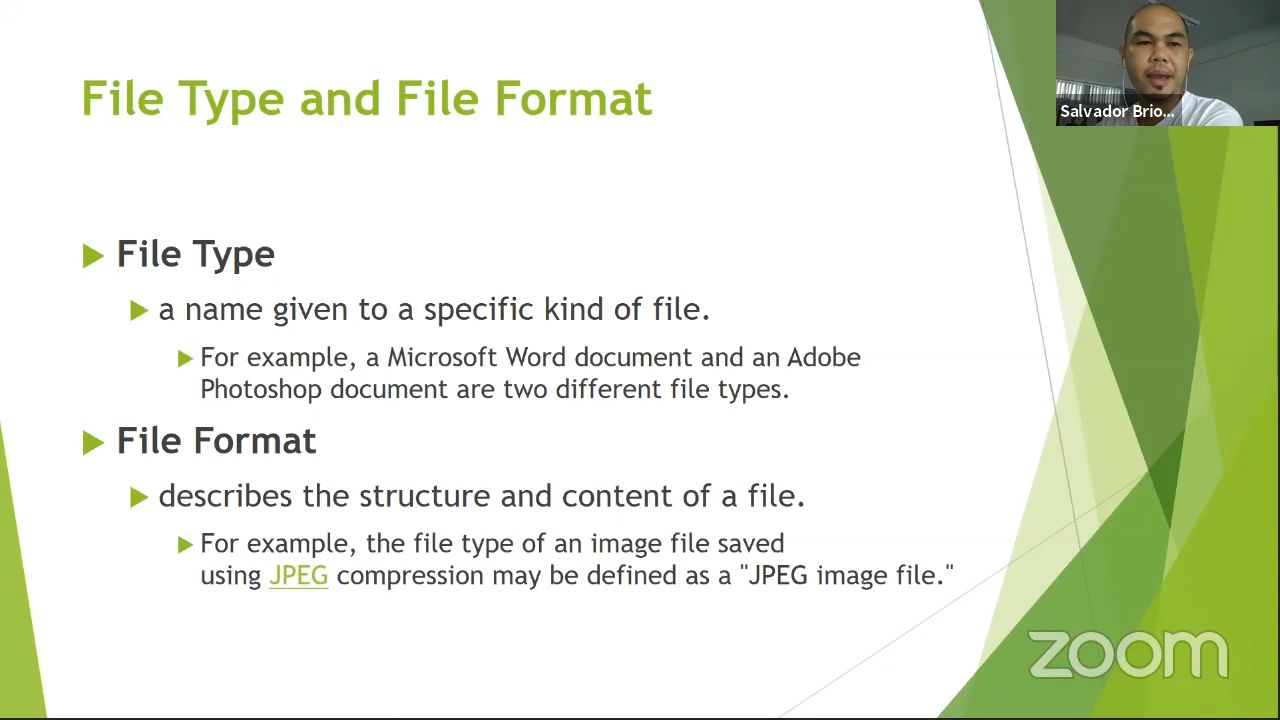 File Type and File Format
Salvador Brio...
File Type
a name given to a specific kind of file.
For example, a Microsoft Word document and an Adobe
Photoshop document are two different file types.
File Format
describes the structure and content of a file.
For example, the file type of an image file saved
using JPEG compression may be defined as a "JPEG image file."
zoom